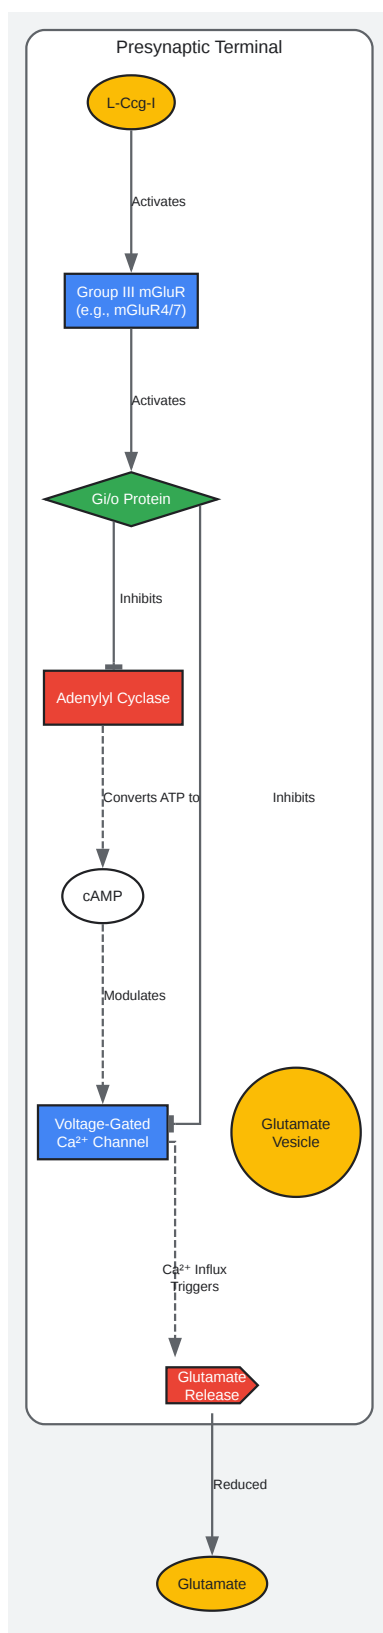 Presynaptic Terminal
L-Ccg-I
Activates
Group III mGluR
(e.g., mGluR4/7)
Activates
Gi/o Protein
Inhibits
Adenylyl Cyclase
Converts ATP to
Inhibits
cAMP
Modulates
Voltage-Gated
Ca²⁺ Channel
Glutamate
Vesicle
Ca²⁺ Influx
Triggers
Glutamate
Release
Reduced
Glutamate